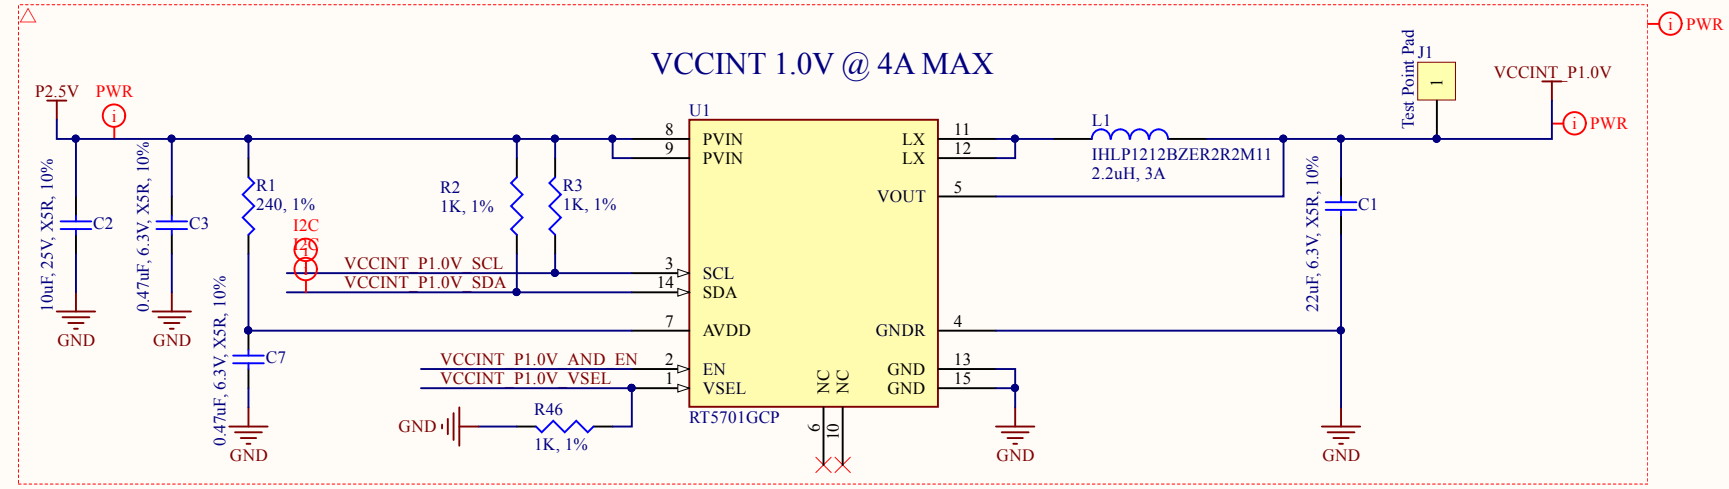 PWR
VCCINT 1.0V @ 4A MAX
P2.5V
PWR
10uF, 25V, X5R, 10%
C2
GND
0.47uF, 6.3V, X5R, 10%
C3
GND
R1
240, 1%
I2C
I2C
VCCINT_P1.0V_SCL
VCCINT_P1.0V_SDA
R2
1K, 1%
R3
1K, 1%
0.47uF, 6.3V, X5R, 10%
C7
GND
VCCINT_P1.0V_AND_EN
VCCINT_P1.0V_VSEL
GND
R46
1K, 1%
U1
8 PVIN
9 PVIN
3 SCL
14 SDA
7 AVDD
2 EN
1 VSEL
LX 11
LX 12
VOUT 5
GNDR 4
GND 13
GND 15
NC 6
NC 10
RT5701GCP
GND
L1
IHLP1212BZER2R2M11
2.2uH, 3A
22uF, 6.3V, X5R, 10%
C1
GND
Test Point Pad
J1
1
VCCINT_P1.0V
PWR